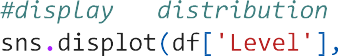 #display   distribution
sns.displot(df['Level'],